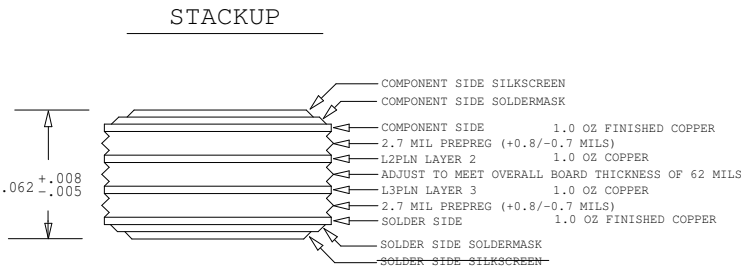 STACKUP
COMPONENT SIDE SILKSCREEN
COMPONENT SIDE SOLDERMASK
COMPONENT SIDE 1.0 OZ FINISHED COPPER
2.7 MIL PREPREG (+0.8/-0.7 MILS)
L2PLN LAYER 2 1.0 OZ COPPER
ADJUST TO MEET OVERALL BOARD THICKNESS OF 62 MILS
.062 +.008 -.005
L3PLN LAYER 3 1.0 OZ COPPER
2.7 MIL PREPREG (+0.8/-0.7 MILS)
SOLDER SIDE 1.0 OZ FINISHED COPPER
SOLDER SIDE SOLDERMASK
SOLDER SIDE SILKSCREEN